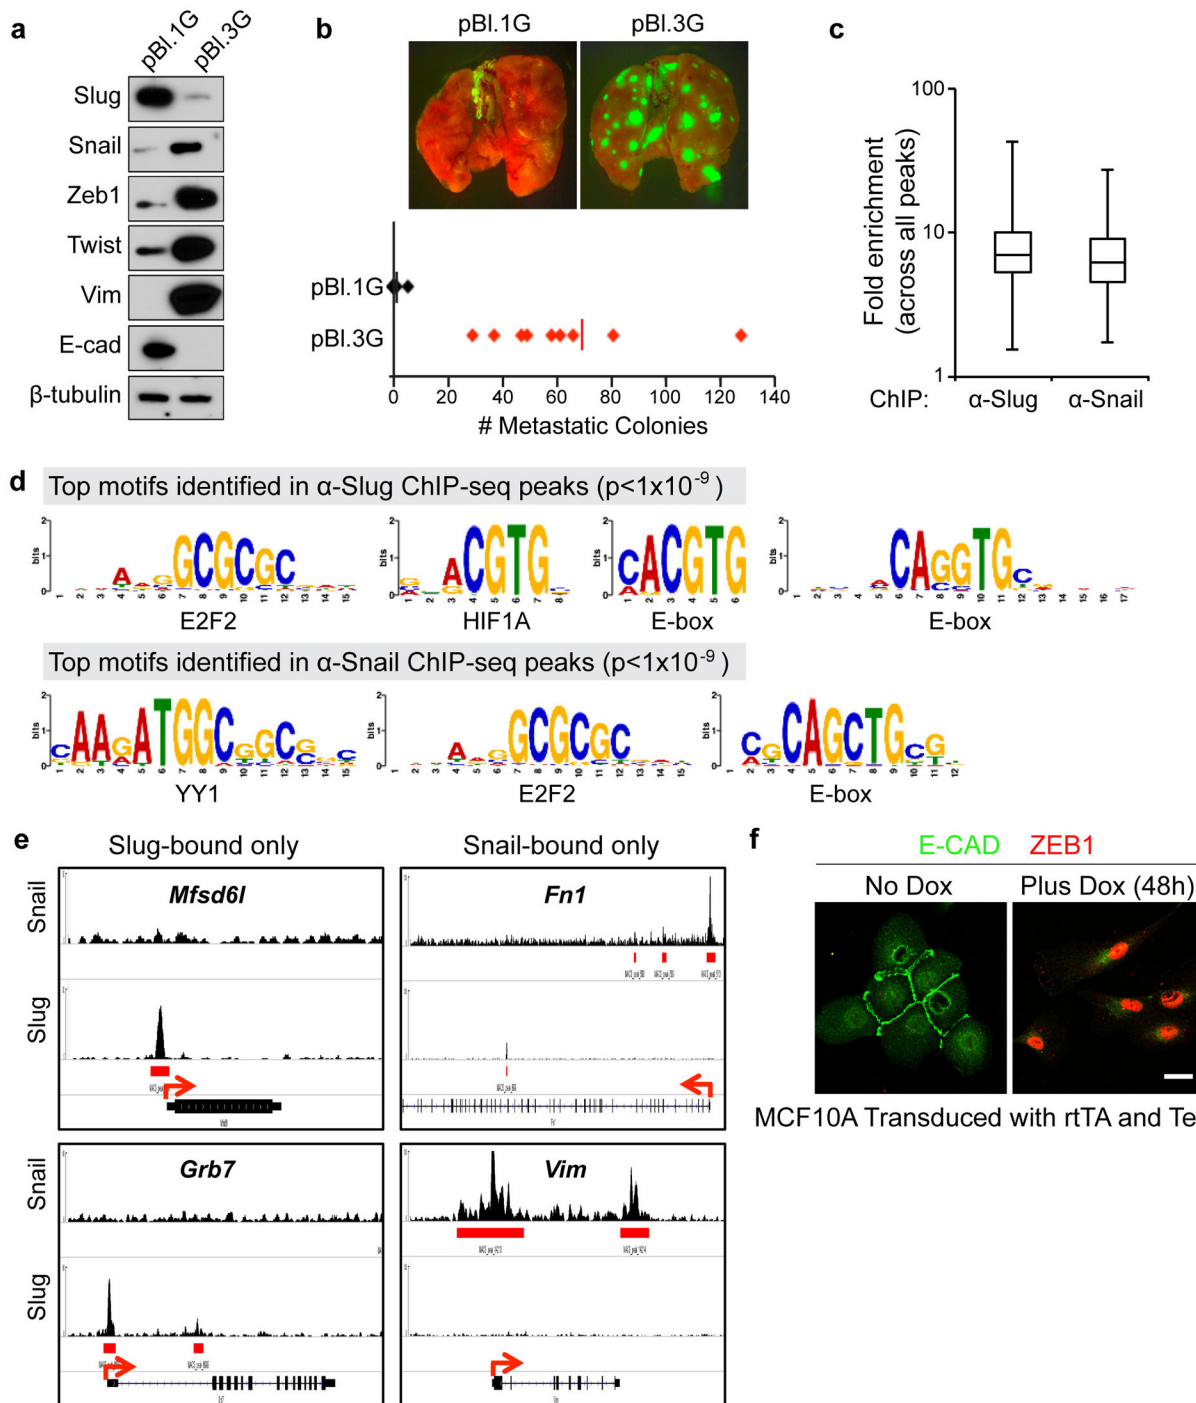 a
pBl.1G
pBl.3G
Slug
Snail
Zeb1
Twist
Vim
E-cad
β-tubulin
b
pBl.1G
pBl.3G
pBl.1G
pBl.3G
0 20 40 60 80 100 120 140
# Metastatic Colonies
c
Fold enrichment
(across all peaks)
100
10
1
ChIP: α-Slug α-Snail
d
Top motifs identified in α-Slug ChIP-seq peaks (p<1x10⁻⁹ )
E2F2
HIF1A
E-box
E-box
Top motifs identified in α-Snail ChIP-seq peaks (p<1x10⁻⁹ )
YY1
E2F2
E-box
e
Slug-bound only
Snail-bound only
Snail
Slug
Mfsd6l
Fn1
Snail
Slug
Grb7
Vim
f
E-CAD ZEB1
No Dox
Plus Dox (48h)
MCF10A Transduced with rtTA and Te